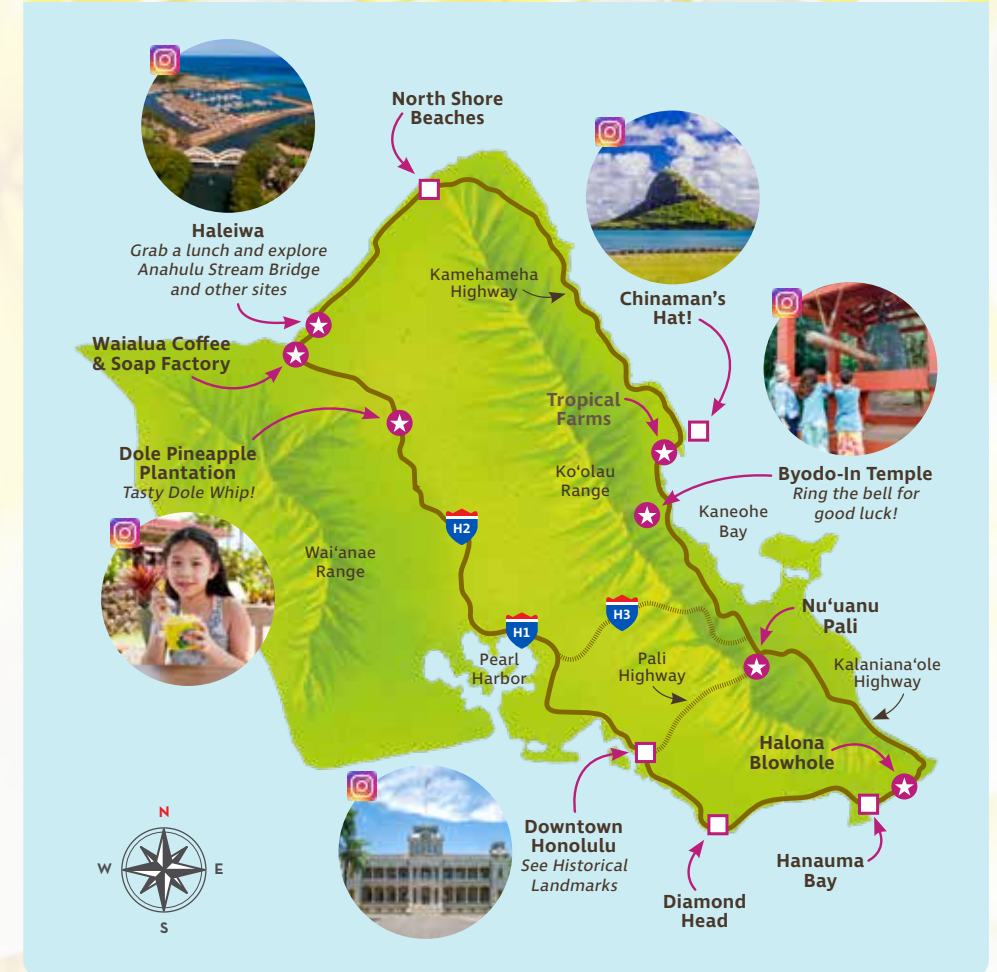 North Shore
Beaches
Haleiwa
Grab a lunch and explore
Anahulu Stream Bridge
and other sites
Kamehameha
Highway
Chinaman’s
Hat!
Waialua Coffee
& Soap Factory
Tropical
Farms
Dole Pineapple
Plantation
Tasty Dole Whip!
Ko‘olau
Range
Byodo-In Temple
Ring the bell for
good luck!
Kaneohe
Bay
H2
Wai‘anae
Range
H3
H1
Nu‘uanu
Pali
Pearl
Harbor
Pali
Highway
Kalaniana‘ole
Highway
Halona
Blowhole
Downtown
Honolulu
See Historical
Landmarks
Hanauma
Bay
Diamond
Head
N
W
E
S